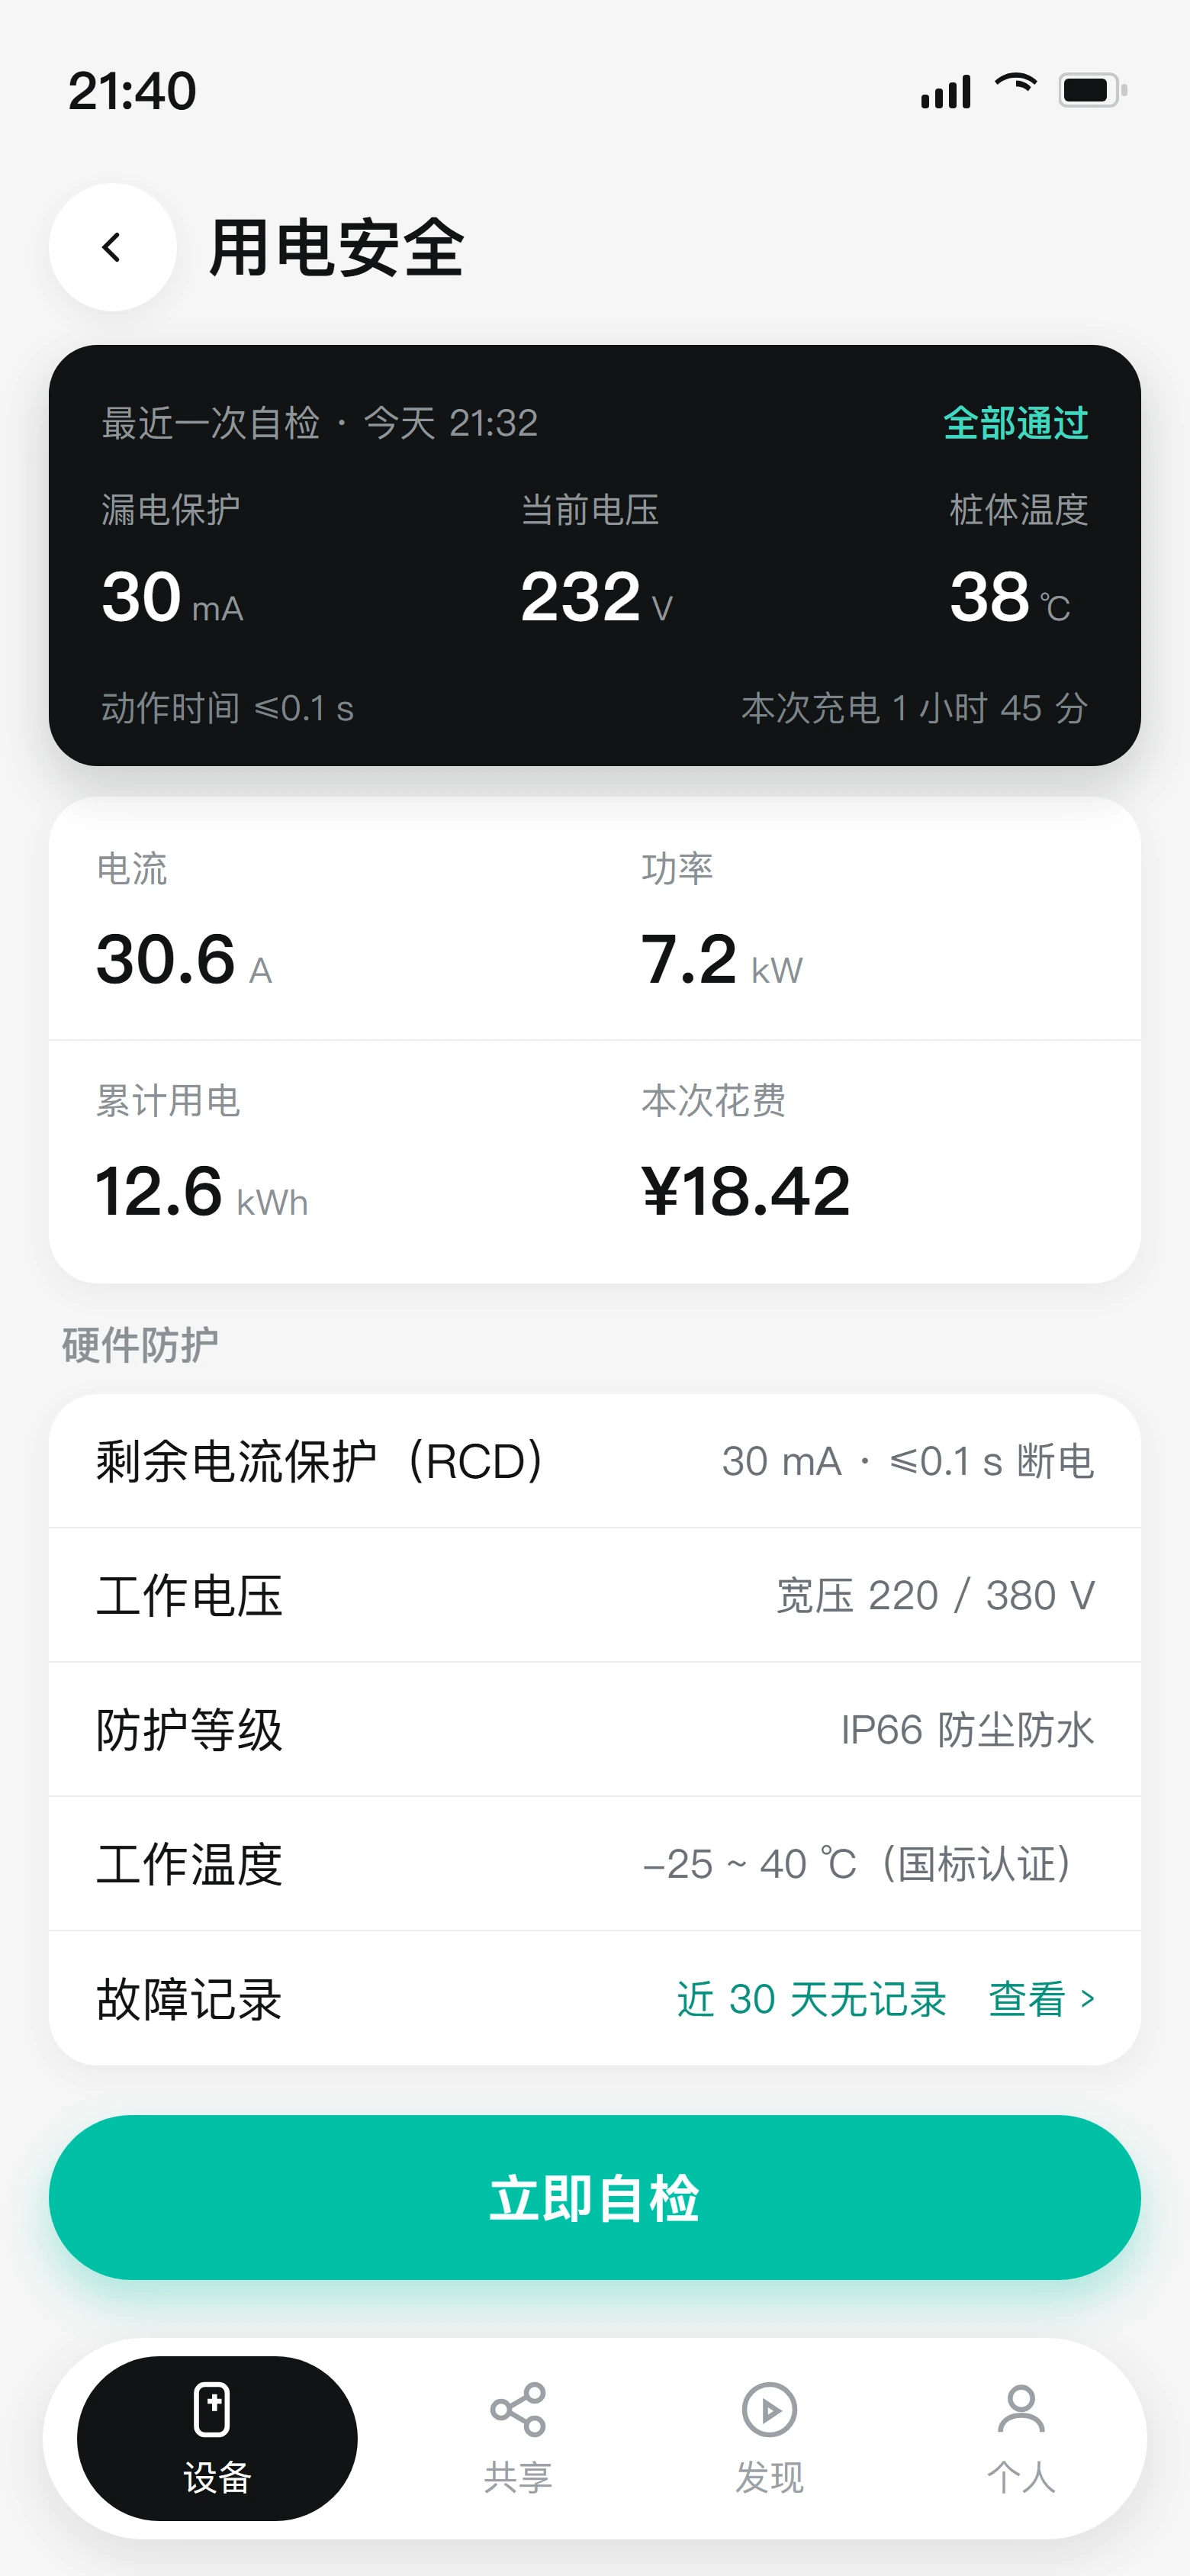 21:40
用电安全
最近一次自检 · 今天 21:32 全部通过
漏电保护 当前电压 桩体温度
30 mA 232 V 38 ℃
动作时间 ≤0.1 s 本次充电 1 小时 45 分
电流 功率
30.6 A 7.2 kW
累计用电 本次花费
12.6 kWh ¥18.42
硬件防护
剩余电流保护（RCD） 30 mA · ≤0.1 s 断电
工作电压 宽压 220 / 380 V
防护等级 IP66 防尘防水
工作温度 −25 ~ 40 ℃（国标认证）
故障记录 近 30 天无记录 查看 ›
立即自检
设备 共享 发现 个人